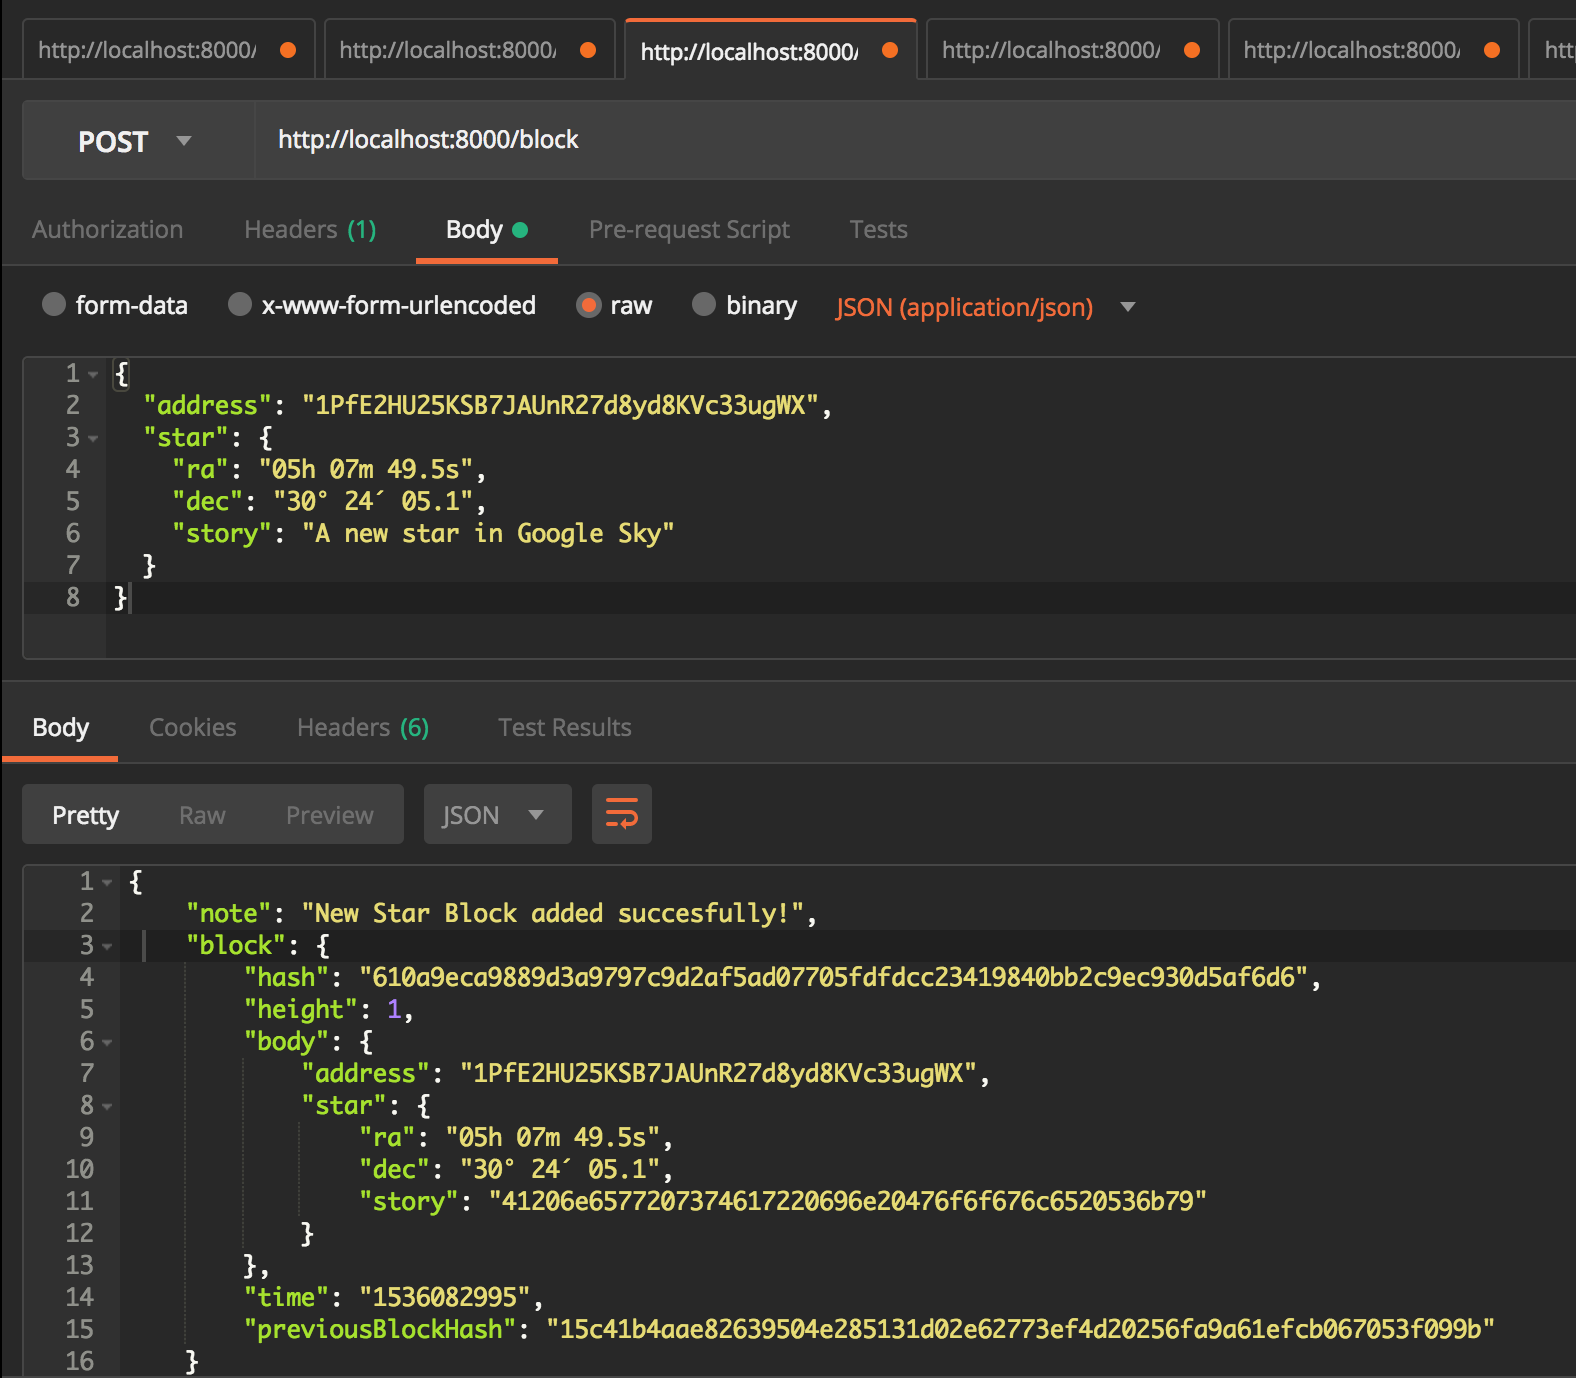 http://localhost:8000/ http://localhost:8000/ http://localhost:8000/ http://localhost:8000/ http://localhost:8000/ htt
POST http://localhost:8000/block
Authorization Headers (1) Body Pre-request Script Tests
form-data x-www-form-urlencoded raw binary JSON (application/json)
1 {
2 "address": "1PfE2HU25KSB7JAUnR27d8yd8KVc33ugWX",
3 "star": {
4 "ra": "05h 07m 49.5s",
5 "dec": "30° 24´ 05.1",
6 "story": "A new star in Google Sky"
7 }
8 }
Body Cookies Headers (6) Test Results
Pretty Raw Preview JSON
1 {
2 "note": "New Star Block added succesfully!",
3 "block": {
4 "hash": "610a9eca9889d3a9797c9d2af5ad07705fdfdcc23419840bb2c9ec930d5af6d6",
5 "height": 1,
6 "body": {
7 "address": "1PfE2HU25KSB7JAUnR27d8yd8KVc33ugWX",
8 "star": {
9 "ra": "05h 07m 49.5s",
10 "dec": "30° 24´ 05.1",
11 "story": "41206e6577207374617220696e20476f6f676c6520536b79"
12 }
13 },
14 "time": "1536082995",
15 "previousBlockHash": "15c41b4aae82639504e285131d02e62773ef4d20256fa9a61efcb067053f099b"
16 }